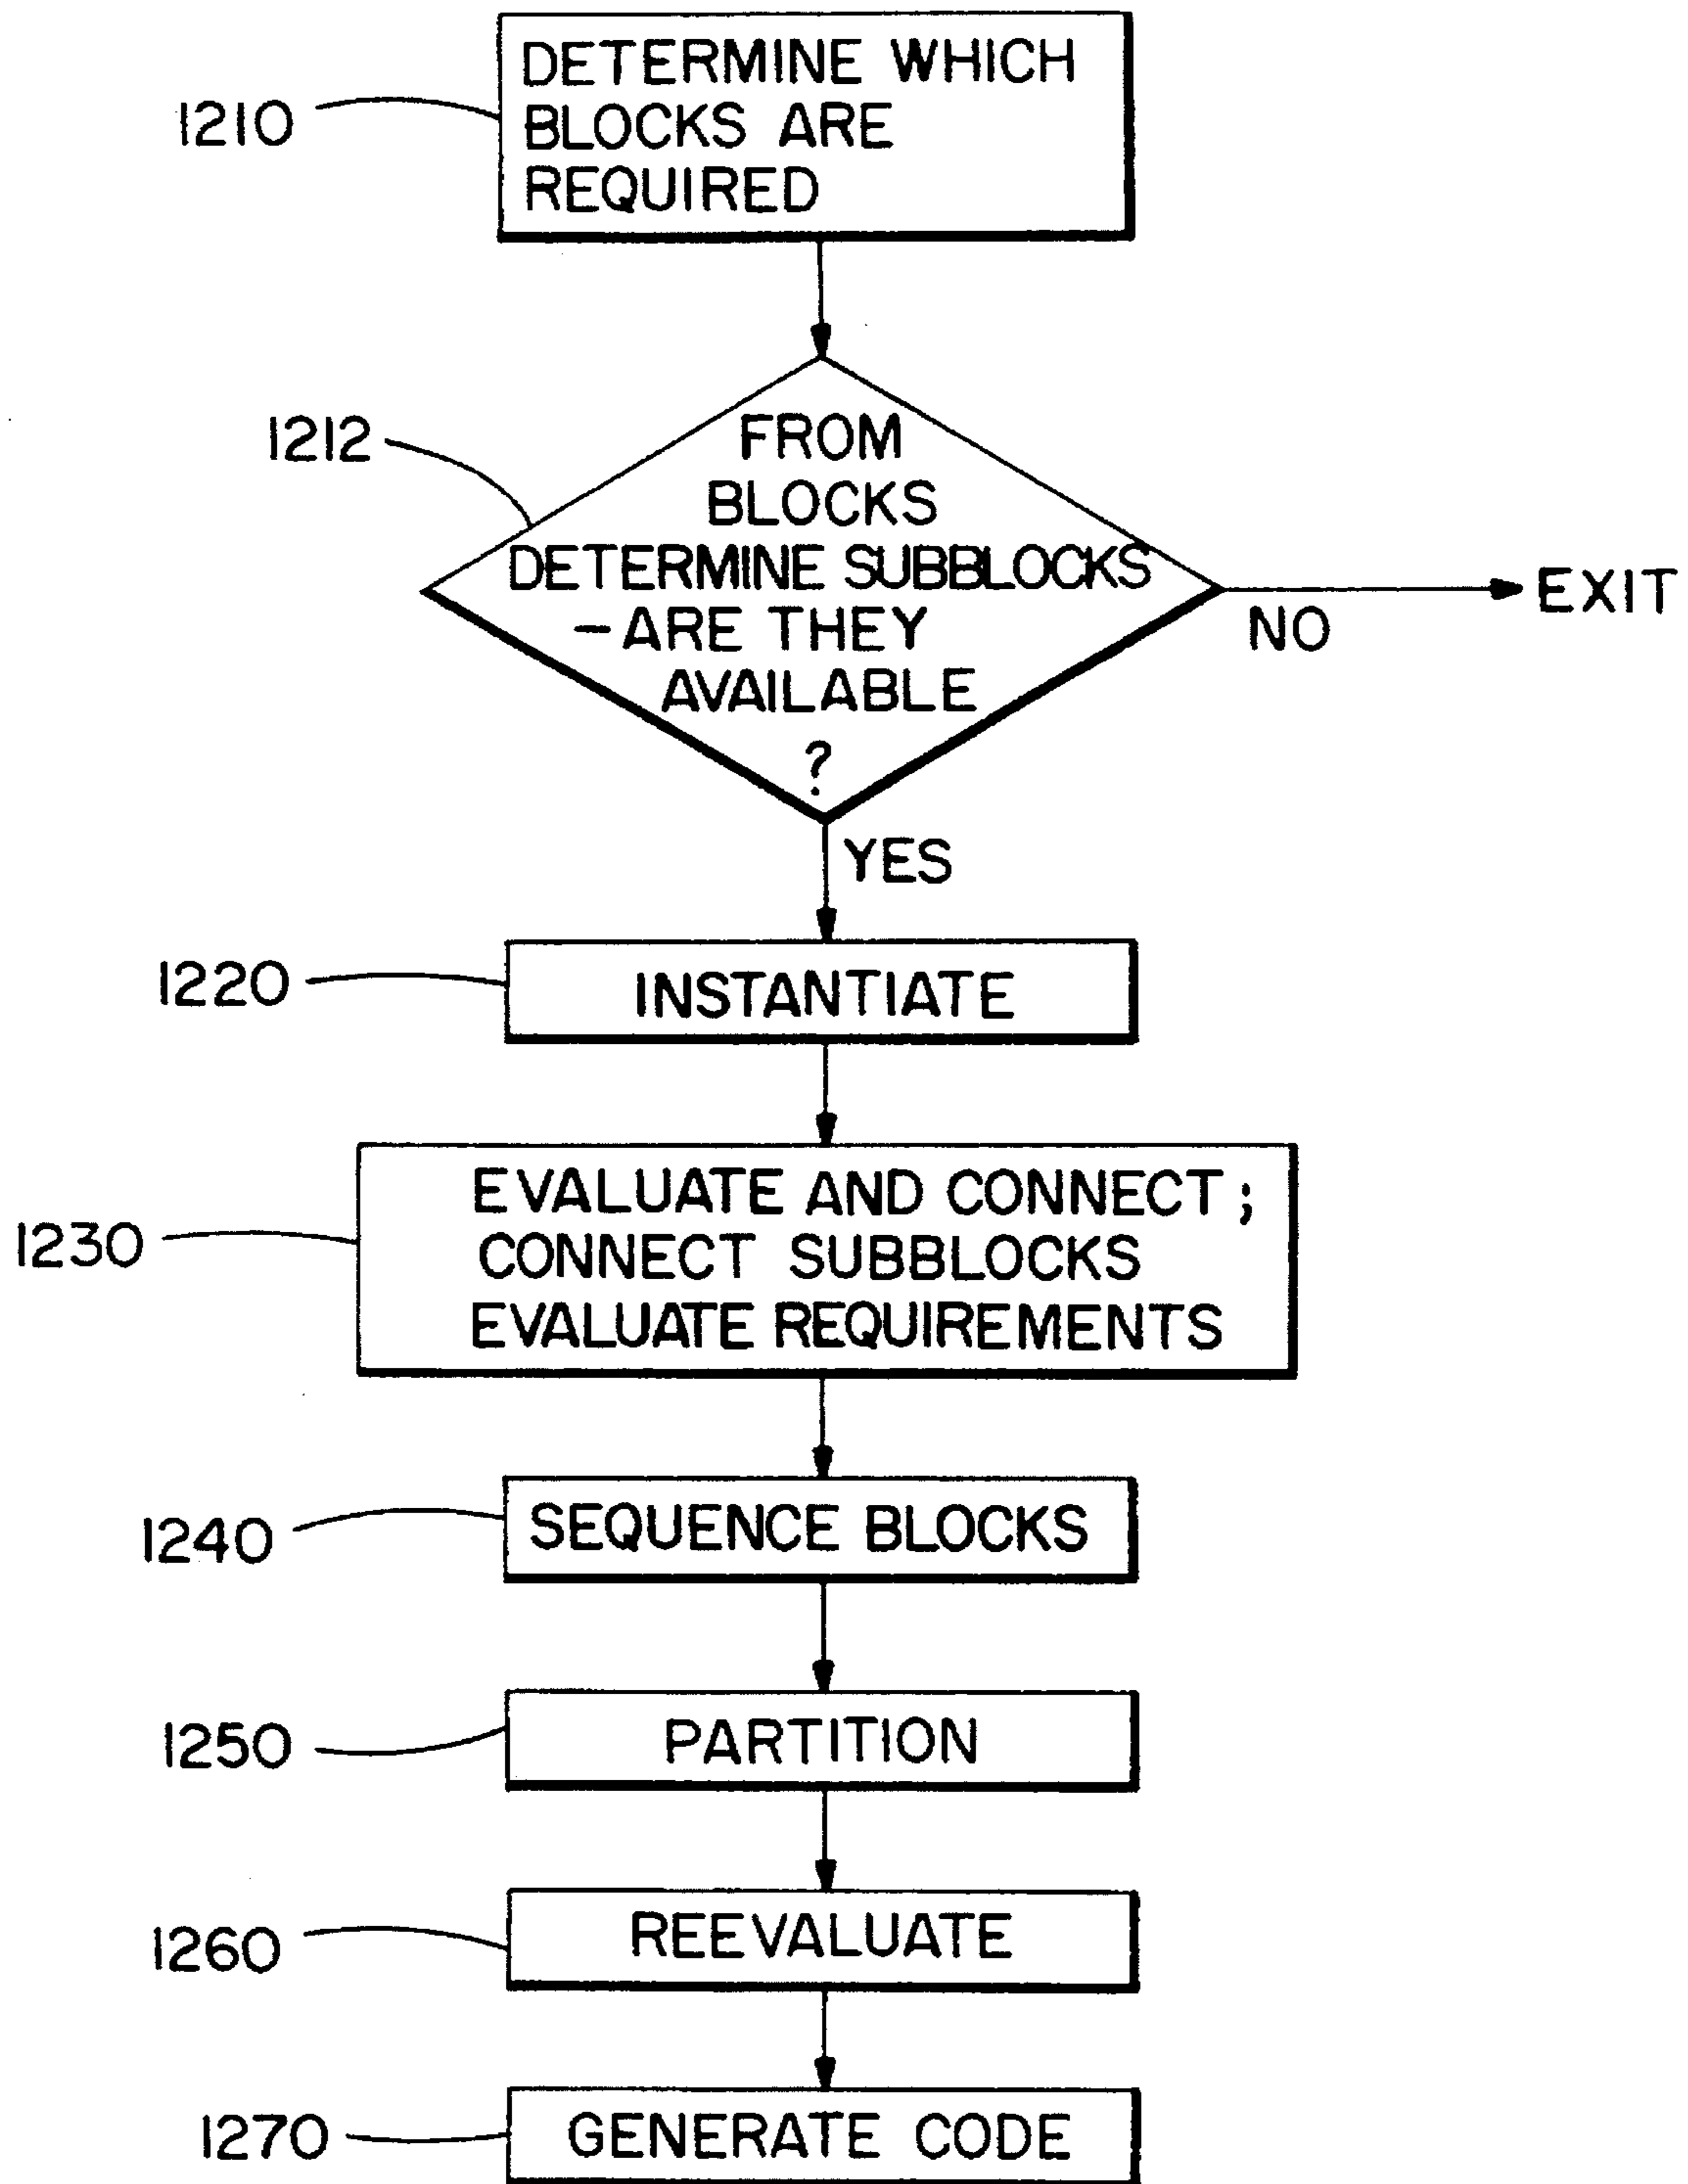 1210
DETERMINE WHICH
BLOCKS ARE
REQUIRED
1212
FROM
BLOCKS
DETERMINE SUBBLOCKS
-ARE THEY
AVAILABLE
?
NO
EXIT
YES
1220
INSTANTIATE
1230
EVALUATE AND CONNECT;
CONNECT SUBBLOCKS
EVALUATE REQUIREMENTS
1240
SEQUENCE BLOCKS
1250
PARTITION
1260
REEVALUATE
1270
GENERATE CODE